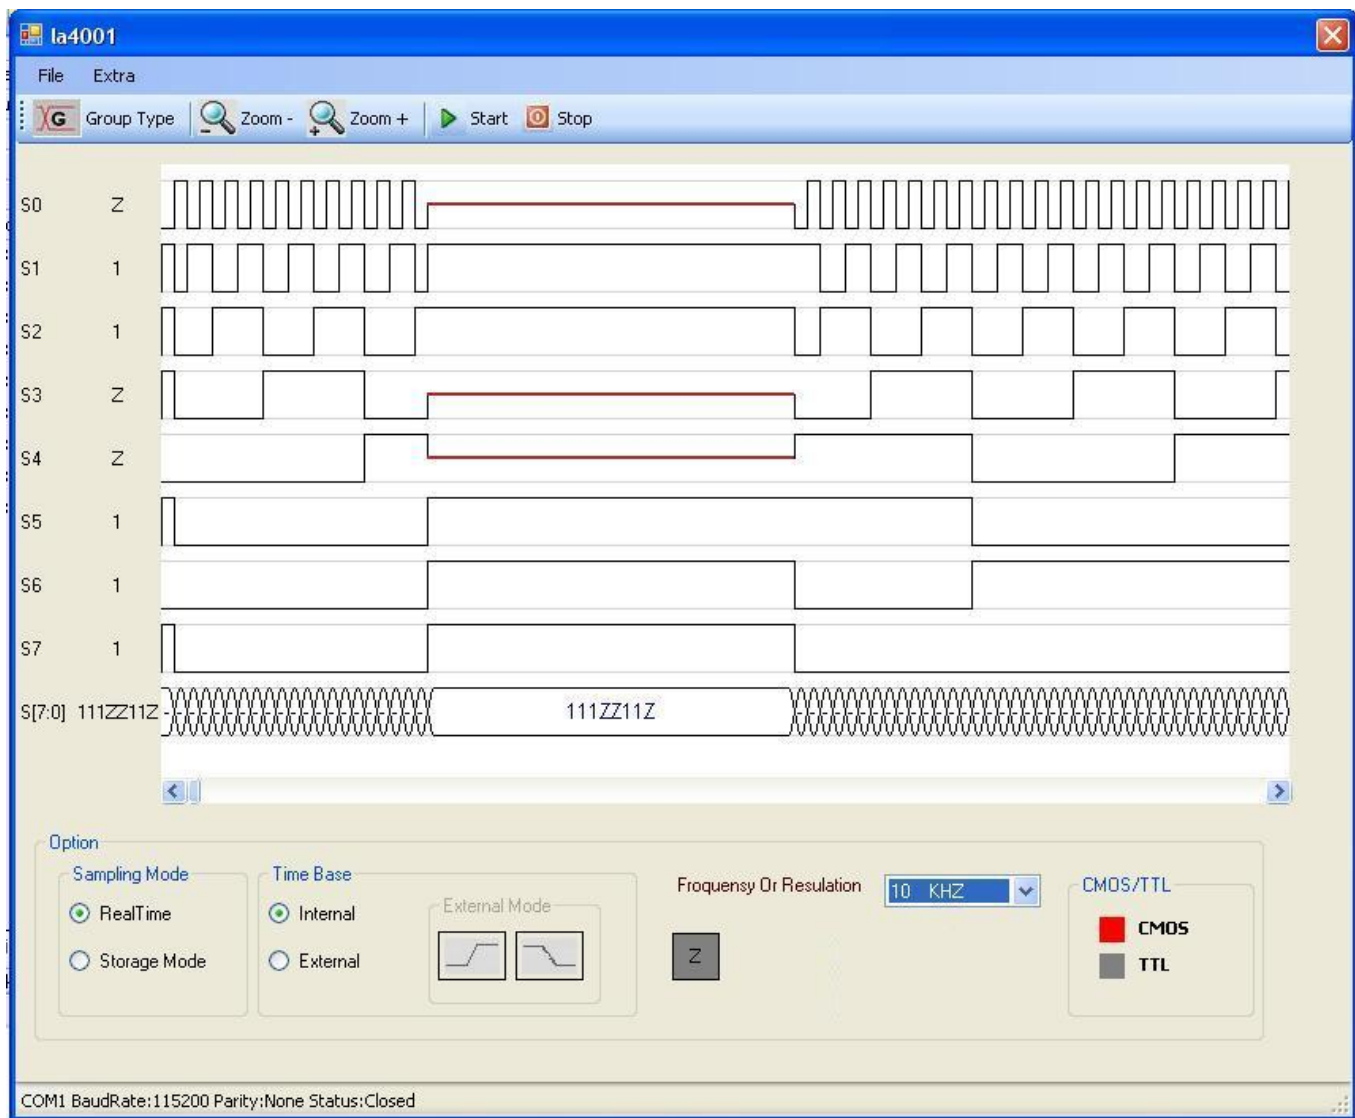 la4001
File Extra
G Group Type Zoom - Zoom + Start Stop
S0 Z
S1 1
S2 1
S3 Z
S4 Z
S5 1
S6 1
S7 1
S[7:0] 111ZZ11Z 111ZZ11Z
Option
Sampling Mode
RealTime
Storage Mode
Time Base
Internal
External
External Mode
Froquensy Or Resulation 10 KHZ
Z
CMOS/TTL
CMOS
TTL
COM1 BaudRate:115200 Parity:None Status:Closed